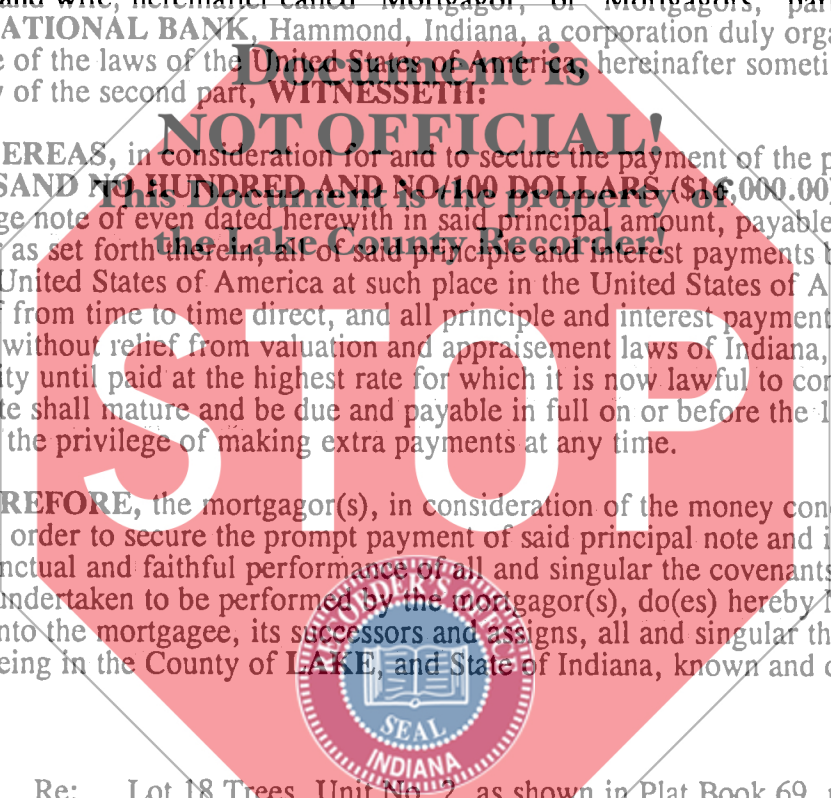 and wife, hereinafter called "Mortgagor," or "Mortgagors," part
ATIONAL BANK, Hammond, Indiana, a corporation duly orga
e of the laws of the United States of America, hereinafter someti
y of the second part, WITNESSETH:
Document is
NOT OFFICIAL!
This Document is the property of
the Lake County Recorder!
EREAS, in consideration for and to secure the payment of the p
SAND NO HUNDRED AND NO/100 DOLLARS ($16,000.00)
ge note of even dated herewith in said principal amount, payable
as set forth therein, all of said principle and interest payments
United States of America at such place in the United States of A
from time to time direct, and all principle and interest payment
without relief from valuation and appraisement laws of Indiana,
ity until paid at the highest rate for which it is now lawful to con
te shall mature and be due and payable in full on or before the 1
the privilege of making extra payments at any time.
STOP
REFORE, the mortgagor(s), in consideration of the money con
order to secure the prompt payment of said principal note and i
nctual and faithful performance of all and singular the covenants
undertaken to be performed by the mortgagor(s), do(es) hereby
nto the mortgagee, its successors and assigns, all and singular th
eing in the County of LAKE, and State of Indiana, known and d
RECORDER'S OFFICE
SEAL
INDIANA
Re: Lot 18 Trees, Unit No. 2, as shown in Plat Book 69,